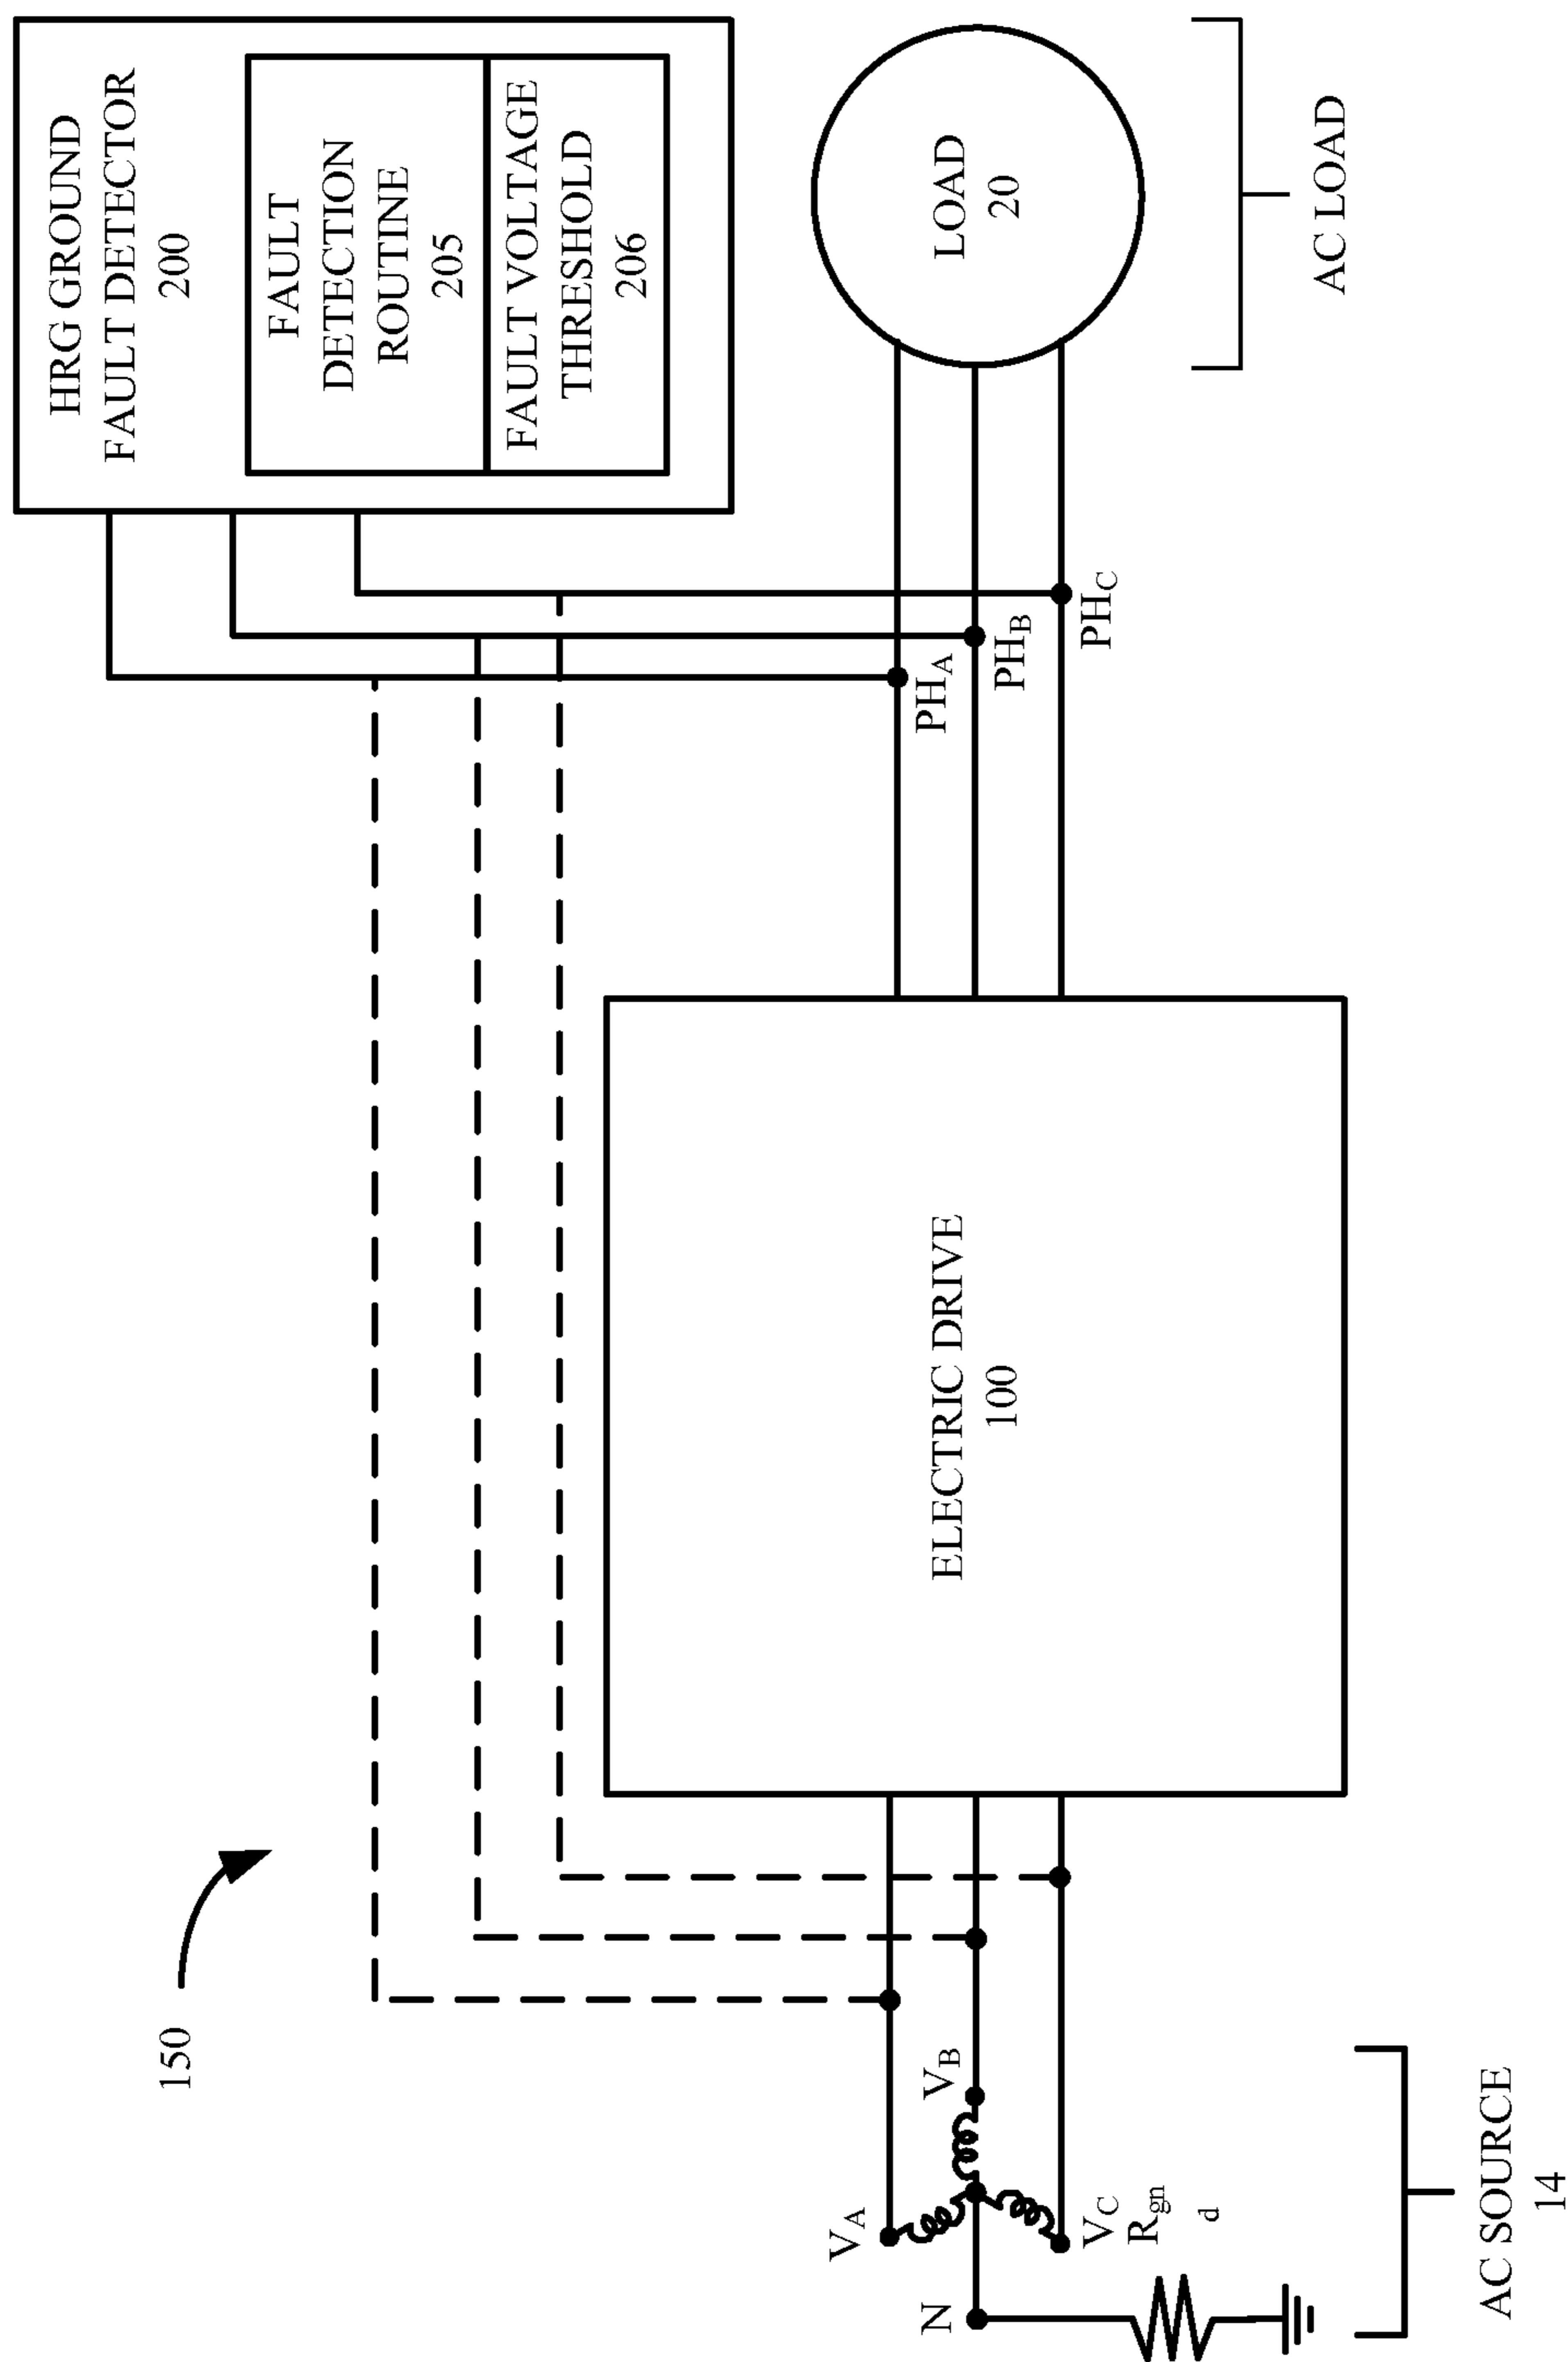 150
HRG GROUND
FAULT DETECTOR
200
FAULT
DETECTION
ROUTINE
205
FAULT VOLTAGE
THRESHOLD
206
ELECTRIC DRIVE
100
LOAD
20
PHA
PHB
PHC
VA
VB
N
VC
Rgn
d
AC SOURCE
14
AC LOAD